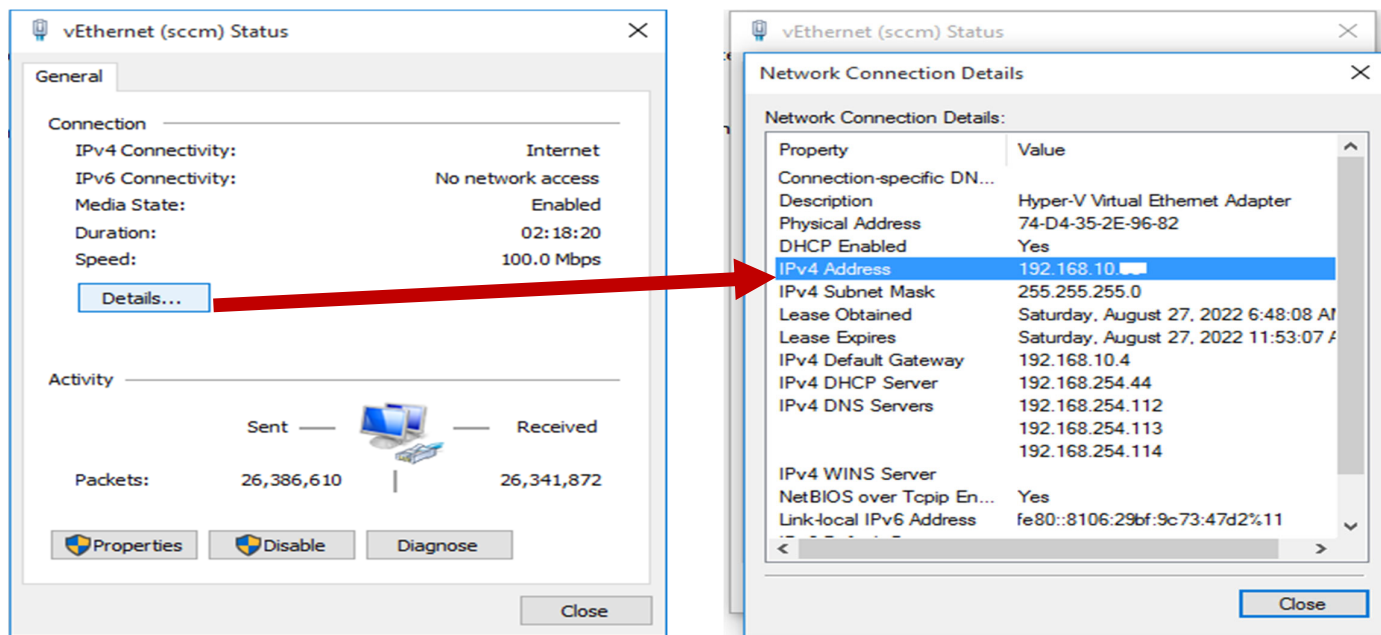 vEthernet (sccm) Status
General
Connection
IPv4 Connectivity: Internet
IPv6 Connectivity: No network access
Media State: Enabled
Duration: 02:18:20
Speed: 100.0 Mbps
Details...
Activity
Sent Received
Packets: 26,386,610 26,341,872
Properties Disable Diagnose
Close
vEthernet (sccm) Status
Network Connection Details
Network Connection Details:
Property Value
Connection-specific DN...
Description Hyper-V Virtual Ethernet Adapter
Physical Address 74-D4-35-2E-96-82
DHCP Enabled Yes
IPv4 Address 192.168.10.
IPv4 Subnet Mask 255.255.255.0
Lease Obtained Saturday, August 27, 2022 6:48:08 AM
Lease Expires Saturday, August 27, 2022 11:53:07 A
IPv4 Default Gateway 192.168.10.4
IPv4 DHCP Server 192.168.254.44
IPv4 DNS Servers 192.168.254.112
192.168.254.113
192.168.254.114
IPv4 WINS Server
NetBIOS over Tcpip En... Yes
Link-local IPv6 Address fe80::8106:29bf:9c73:47d2%11
Close